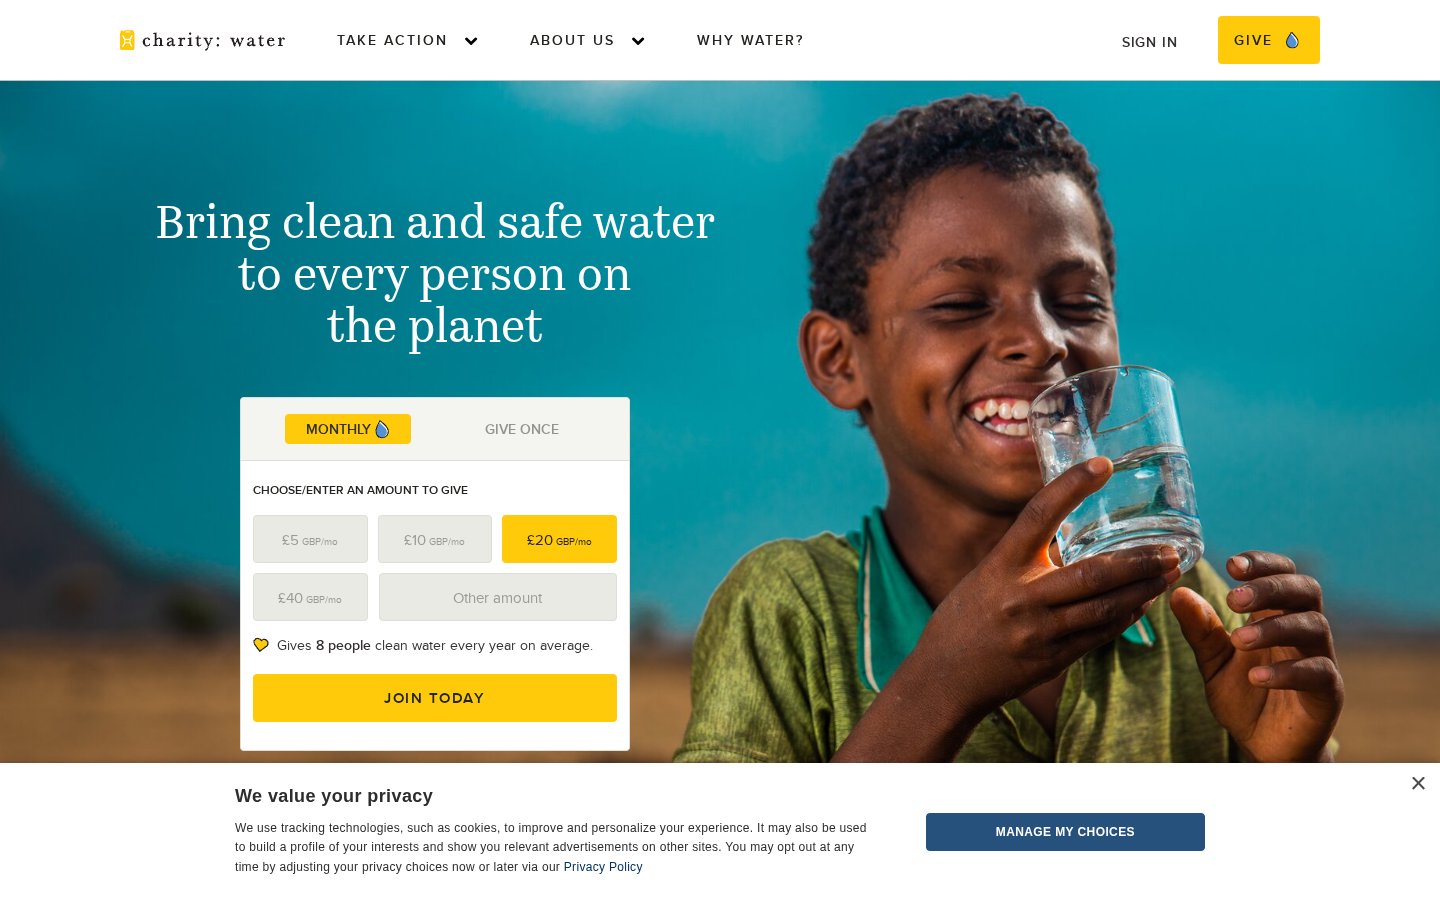 charity: water
TAKE ACTION
ABOUT US
WHY WATER?
SIGN IN
GIVE
Bring clean and safe water
to every person on
the planet
MONTHLY
GIVE ONCE
CHOOSE/ENTER AN AMOUNT TO GIVE
£5 GBP/mo
£10 GBP/mo
£20 GBP/mo
£40 GBP/mo
Other amount
Gives 8 people clean water every year on average.
JOIN TODAY
We value your privacy
We use tracking technologies, such as cookies, to improve and personalize your experience. It may also be used
to build a profile of your interests and show you relevant advertisements on other sites. You may opt out at any
time by adjusting your privacy choices now or later via our Privacy Policy
MANAGE MY CHOICES